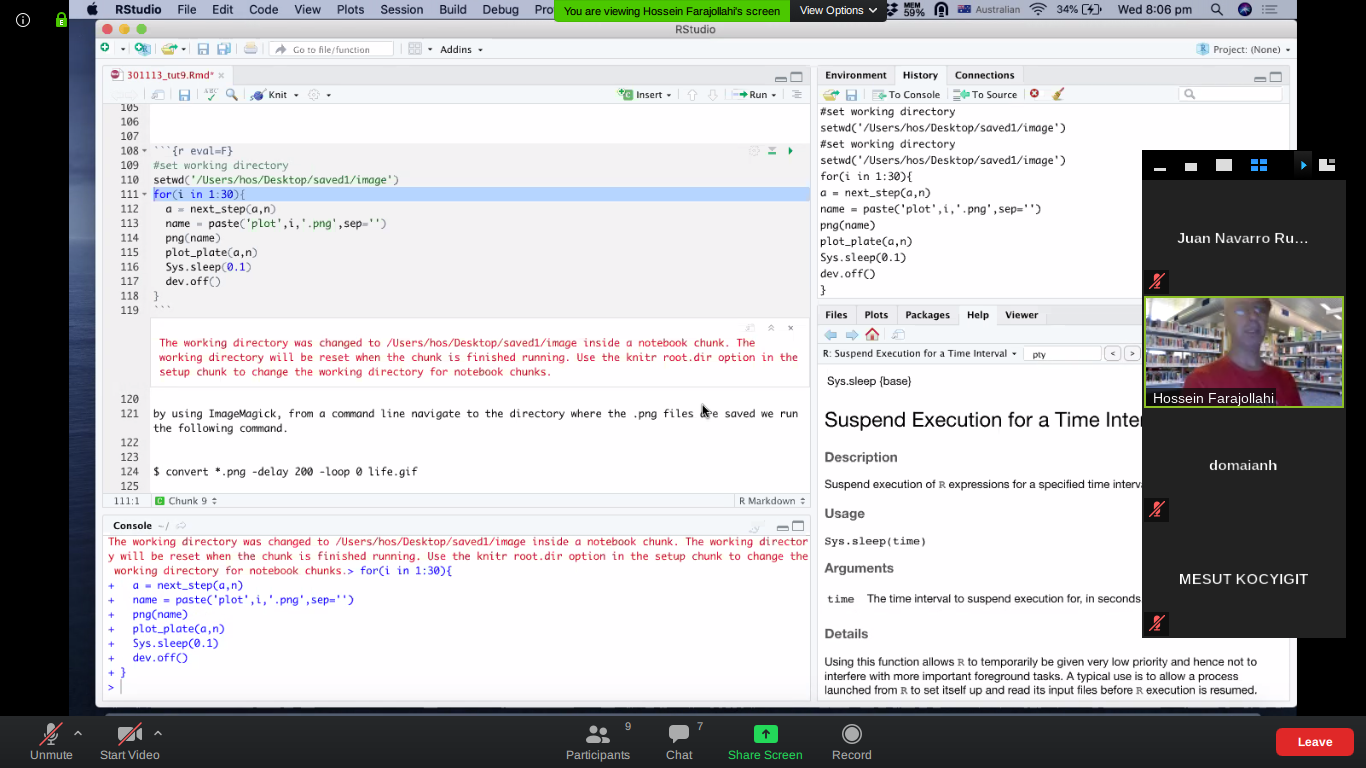 RStudio File Edit Code View Plots Session Build Debug Pro
You are viewing Hossein Farajollahi's screen View Options
MEM 59% Australian 34% Wed 8:06 pm
RStudio
Go to file/function Addins Project: (None)
301113_tut9.Rmd*
Knit Insert Run
105
106
107
108 ```{r eval=F}
109 #set working directory
110 setwd('/Users/hos/Desktop/saved1/image')
111 for(i in 1:30){
112 a = next_step(a,n)
113 name = paste('plot',i,'.png',sep='')
114 png(name)
115 plot_plate(a,n)
116 Sys.sleep(0.1)
117 dev.off()
118 }
119 ```
The working directory was changed to /Users/hos/Desktop/saved1/image inside a notebook chunk. The
working directory will be reset when the chunk is finished running. Use the knitr root.dir option in the
setup chunk to change the working directory for notebook chunks.
120
121 by using ImageMagick, from a command line navigate to the directory where the .png files are saved we run
the following command.
122
123
124 $ convert *.png -delay 200 -loop 0 life.gif
125
111:1 Chunk 9 R Markdown
Console ~/
The working directory was changed to /Users/hos/Desktop/saved1/image inside a notebook chunk. The working director
y will be reset when the chunk is finished running. Use the knitr root.dir option in the setup chunk to change the
working directory for notebook chunks.> for(i in 1:30){
+ a = next_step(a,n)
+ name = paste('plot',i,'.png',sep='')
+ png(name)
+ plot_plate(a,n)
+ Sys.sleep(0.1)
+ dev.off()
+ }
>
Environment History Connections
To Console To Source
#set working directory
setwd('/Users/hos/Desktop/saved1/image')
#set working directory
setwd('/Users/hos/Desktop/saved1/image')
for(i in 1:30){
a = next_step(a,n)
name = paste('plot',i,'.png',sep='')
png(name)
plot_plate(a,n)
Sys.sleep(0.1)
dev.off()
}
Files Plots Packages Help Viewer
R: Suspend Execution for a Time Interval pty < >
Sys.sleep {base}
Suspend Execution for a Time Inter
Description
Suspend execution of R expressions for a specified time interv
Usage
Sys.sleep(time)
Arguments
time The time interval to suspend execution for, in seconds
Details
Using this function allows R to temporarily be given very low priority and hence not to
interfere with more important foreground tasks. A typical use is to allow a process
launched from R to set itself up and read its input files before R execution is resumed.
Juan Navarro Ru...
Hossein Farajollahi
domaianh
MESUT KOCYIGIT
Unmute Start Video Participants 9 Chat 7 Share Screen Record Leave